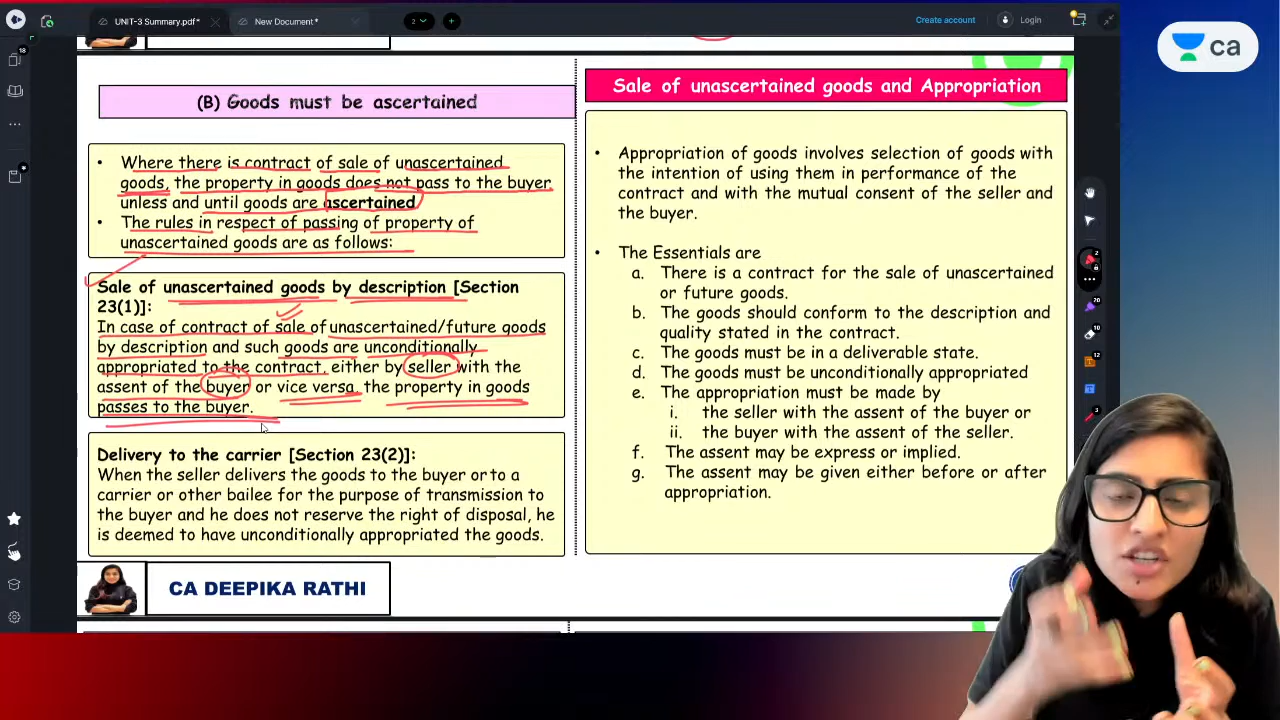 UNIT-3 Summary.pdf*
New Document*
2
Create account
Login
ca
(B) Goods must be ascertained
• Where there is contract of sale of unascertained
goods, the property in goods does not pass to the buyer
unless and until goods are ascertained
• The rules in respect of passing of property of
unascertained goods are as follows:
Sale of unascertained goods by description [Section
23(1)]:
In case of contract of sale of unascertained/future goods
by description and such goods are unconditionally
appropriated to the contract, either by seller with the
assent of the buyer or vice versa, the property in goods
passes to the buyer.
Delivery to the carrier [Section 23(2)]:
When the seller delivers the goods to the buyer or to a
carrier or other bailee for the purpose of transmission to
the buyer and he does not reserve the right of disposal, he
is deemed to have unconditionally appropriated the goods.
CA DEEPIKA RATHI
Sale of unascertained goods and Appropriation
• Appropriation of goods involves selection of goods with
the intention of using them in performance of the
contract and with the mutual consent of the seller and
the buyer.
• The Essentials are
a. There is a contract for the sale of unascertained
or future goods.
b. The goods should conform to the description and
quality stated in the contract.
c. The goods must be in a deliverable state.
d. The goods must be unconditionally appropriated
e. The appropriation must be made by
i. the seller with the assent of the buyer or
ii. the buyer with the assent of the seller.
f. The assent may be express or implied.
g. The assent may be given either before or after
appropriation.